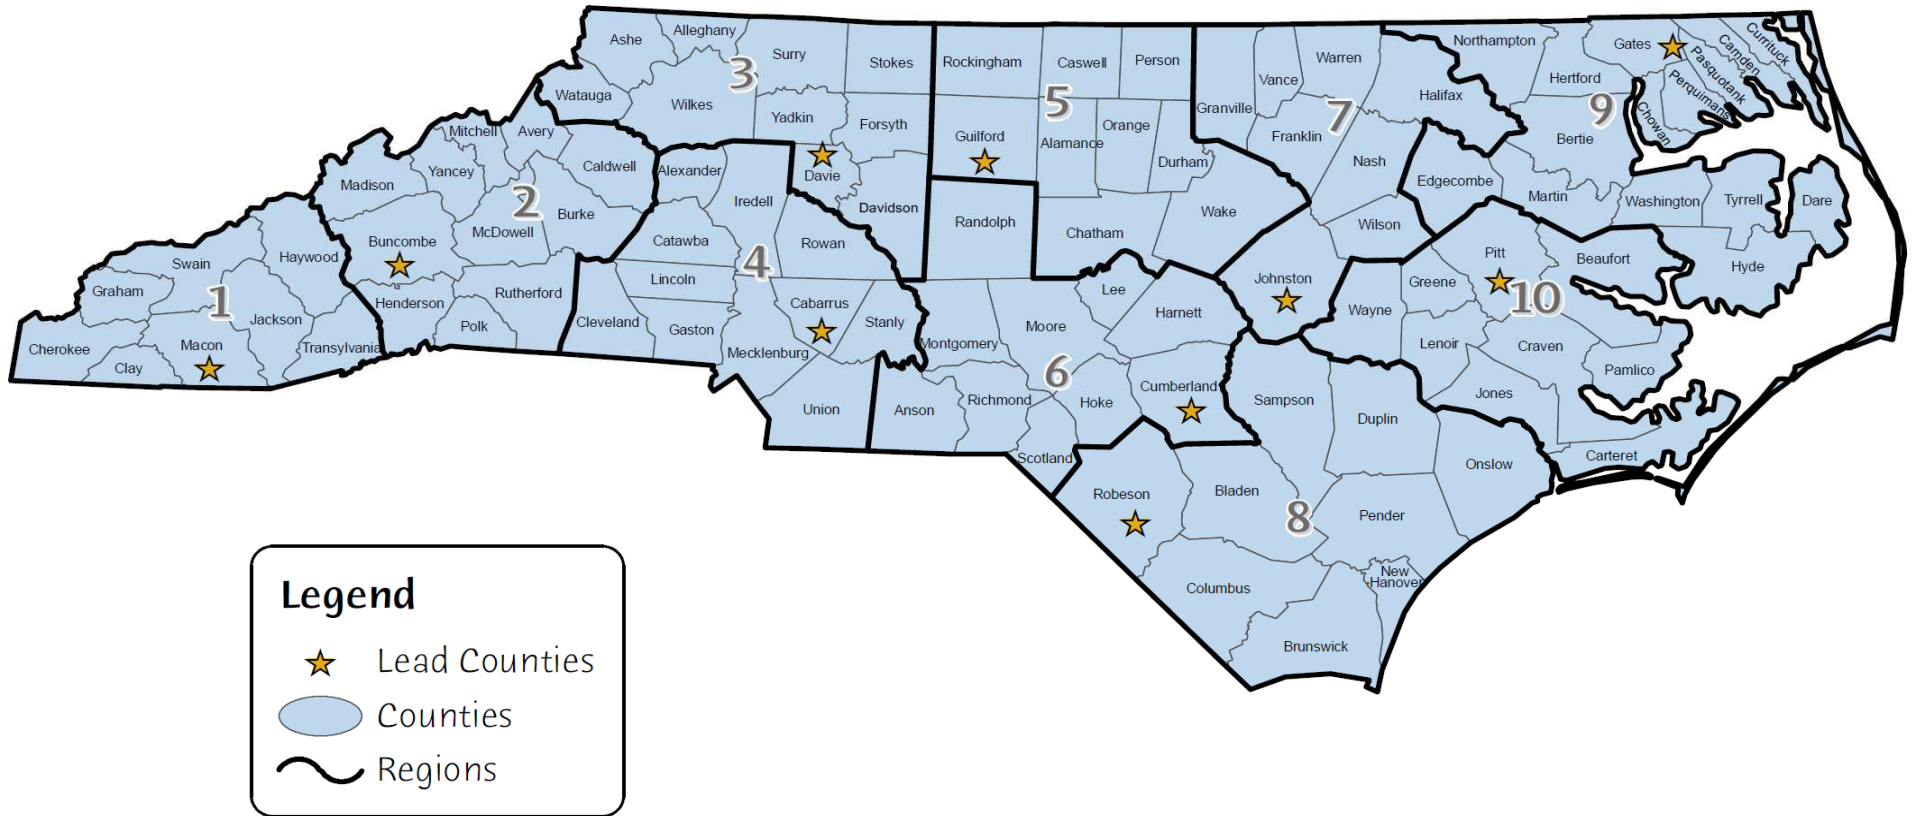 Ashe
Alleghany
Surry
Stokes
Rockingham
Caswell
Person
Granville
Vance
Warren
Northampton
Halifax
Gates
Hertford
Currituck
Camden
Pasquotank
Perquimans
Chowan
Bertie
3
5
7
9
Watauga
Wilkes
Yadkin
Forsyth
Guilford
Alamance
Orange
Durham
Franklin
Nash
Edgecombe
Martin
Washington
Tyrrell
Dare
Mitchell
Avery
Caldwell
Alexander
Iredell
Davie
Davidson
Randolph
Chatham
Wake
Wilson
Madison
Yancey
2
Burke
McDowell
Buncombe
Catawba
Rowan
4
Lincoln
Johnston
Pitt
Beaufort
Hyde
Swain
Haywood
Graham
1
Jackson
Henderson
Rutherford
Polk
Cleveland
Gaston
Cabarrus
Stanly
Montgomery
Moore
Lee
Harnett
Wayne
Greene
10
Lenoir
Craven
Pamlico
Cherokee
Clay
Macon
Transylvania
Mecklenburg
Union
Anson
Richmond
6
Hoke
Cumberland
Scotland
Sampson
Duplin
Jones
Onslow
Carteret
Robeson
Bladen
8
Pender
Columbus
New
Hanover
Brunswick
Legend
Lead Counties
Counties
Regions